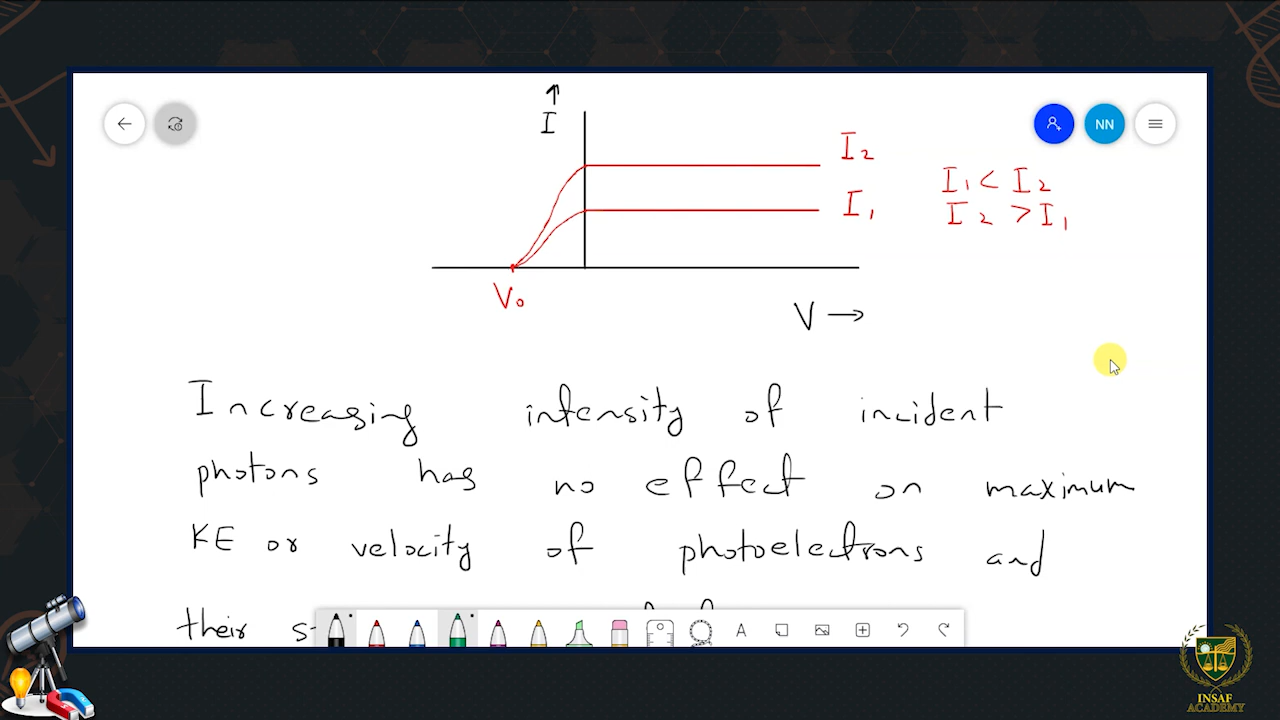 I
NN
I₂
I₁ < I₂
I₁
I₂ > I₁
V₀
V →
Increasing intensity of incident
photons has no effect on maximum
KE or velocity of photoelectrons and
their
A
INSAF
ACADEMY